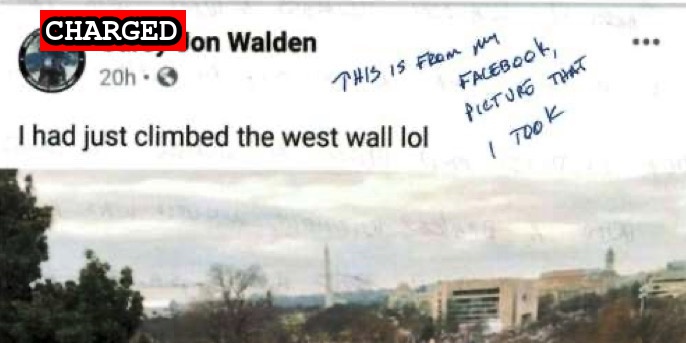 CHARGED
Jon Walden
20h
I had just climbed the west wall lol
THIS IS FROM MY
FACEBOOK,
PICTURE THAT
I TOOK